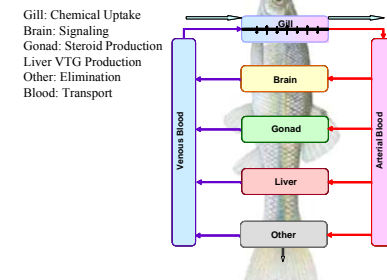 Gill: Chemical Uptake
Brain: Signaling
Gonad: Steroid Production
Liver VTG Production
Other: Elimination
Blood: Transport
Gill
Brain
Gonad
Liver
Other
Venous Blood
Arterial Blood